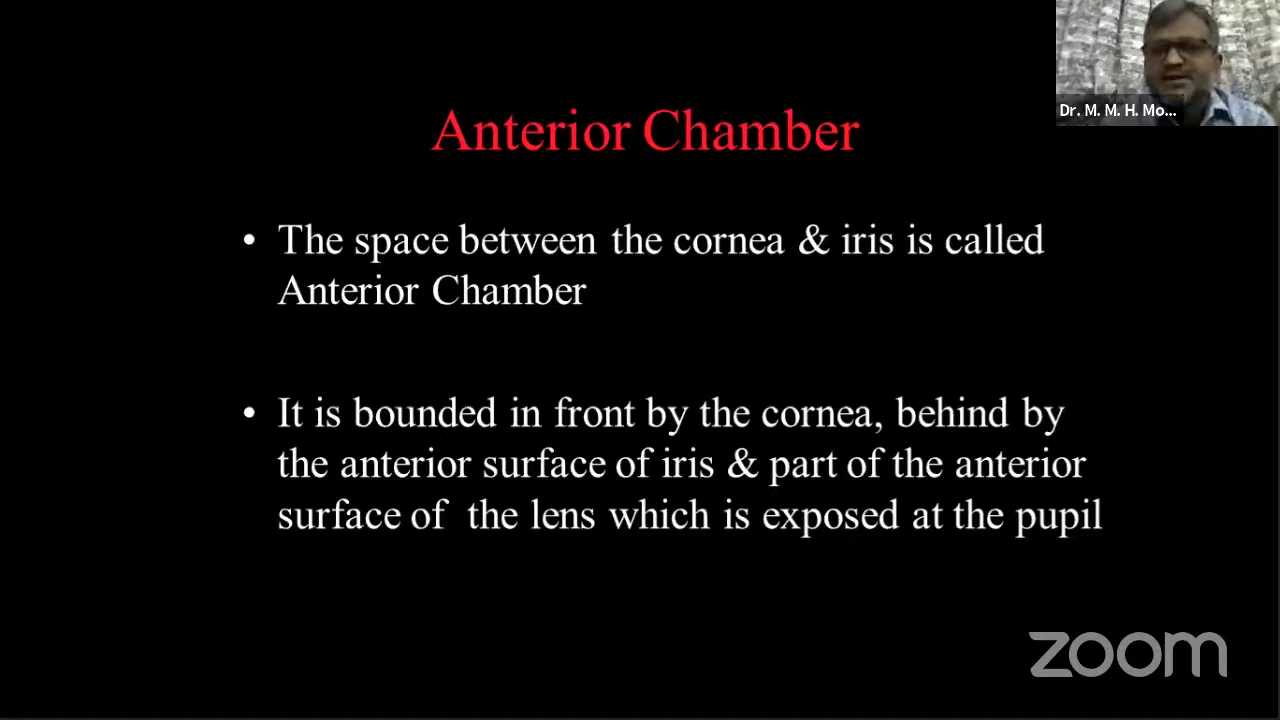 Dr. M. M. H. Mo...
Anterior Chamber
• The space between the cornea & iris is called
Anterior Chamber
• It is bounded in front by the cornea, behind by
the anterior surface of iris & part of the anterior
surface of the lens which is exposed at the pupil
zoom